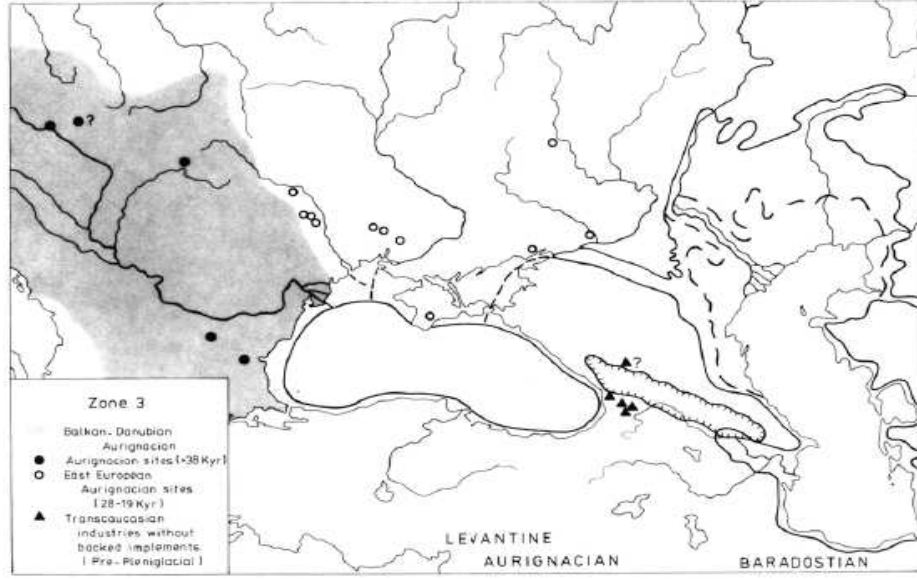 ?
?
Zone 3
Balkan-Danubian
Aurignacian
Aurignacian sites (>38 Kyr)
East European
Aurignacian sites
(28-19 Kyr)
Transcaucasian
industries without
backed implements
(Pre-Pleniglacial)
LEVANTINE
AURIGNACIAN
BARADOSTIAN